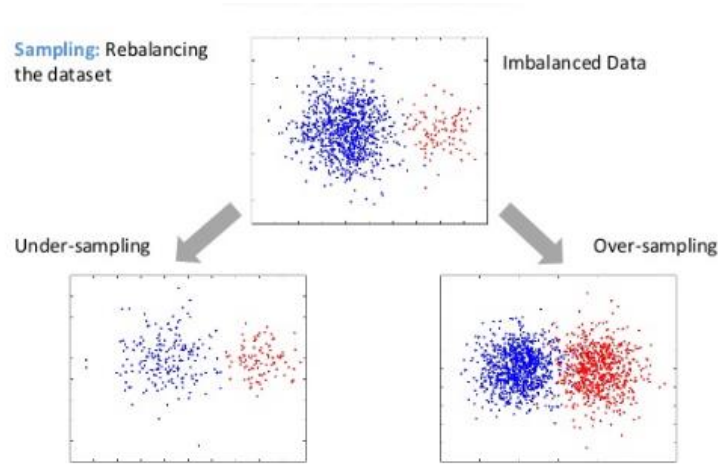 Sampling: Rebalancing
the dataset
Imbalanced Data
Under-sampling
Over-sampling